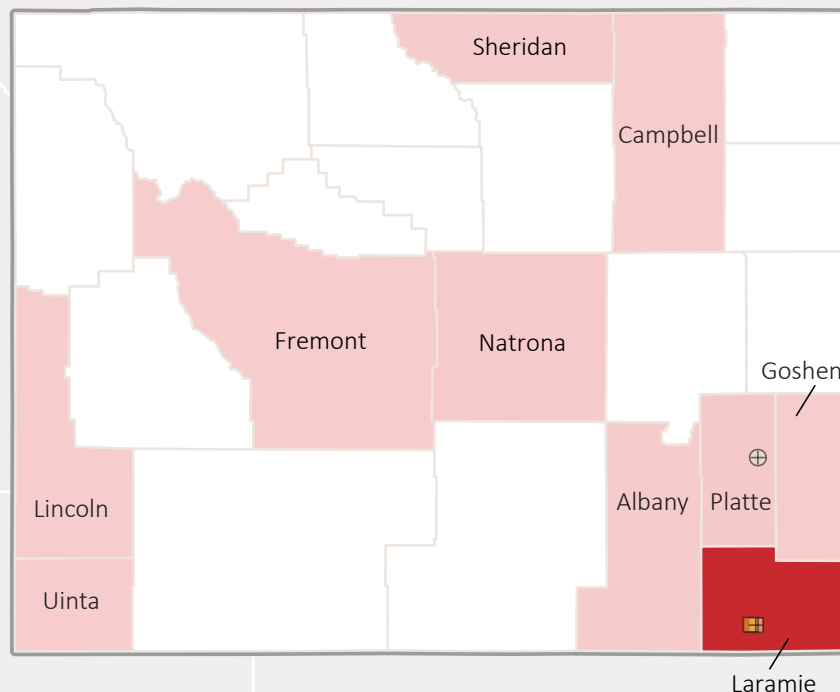 Sheridan
Campbell
Fremont
Natrona
Goshen
Lincoln
Albany
Platte
Uinta
Laramie